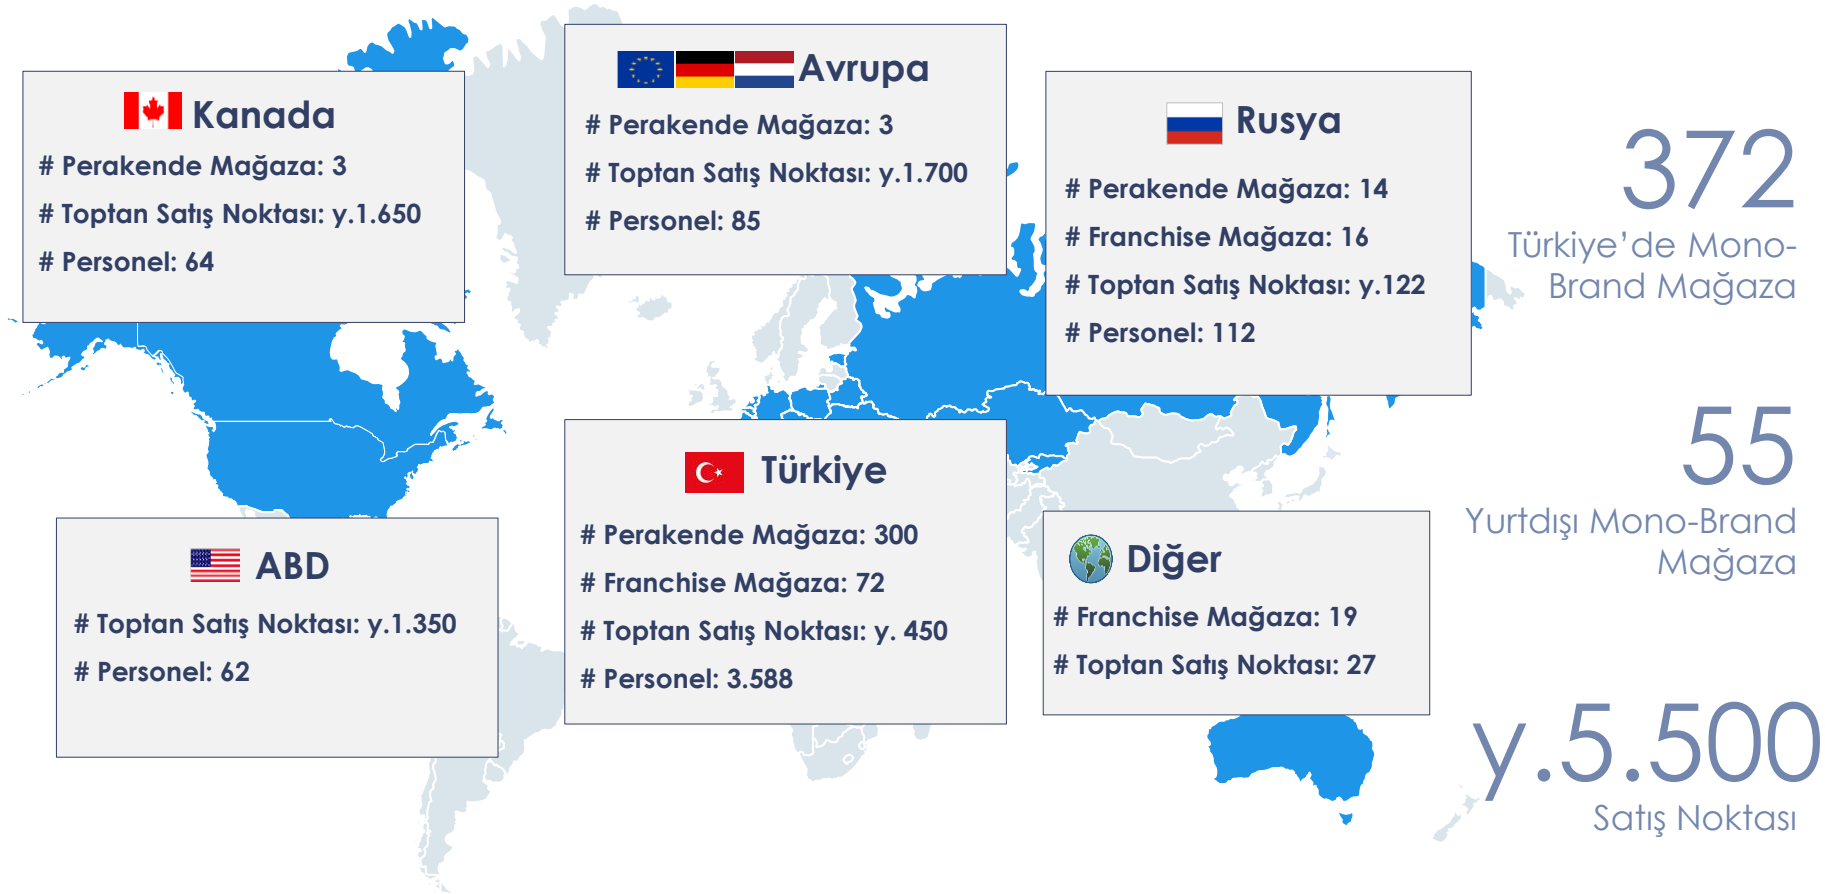 Kanada
# Perakende Mağaza: 3
# Toptan Satış Noktası: y.1.650
# Personel: 64
Avrupa
# Perakende Mağaza: 3
# Toptan Satış Noktası: y.1.700
# Personel: 85
Rusya
# Perakende Mağaza: 14
# Franchise Mağaza: 16
# Toptan Satış Noktası: y.122
# Personel: 112
372
Türkiye’de Mono-
Brand Mağaza
55
Yurtdışı Mono-Brand
Mağaza
y.5.500
Satış Noktası
ABD
# Toptan Satış Noktası: y.1.350
# Personel: 62
Türkiye
# Perakende Mağaza: 300
# Franchise Mağaza: 72
# Toptan Satış Noktası: y. 450
# Personel: 3.588
Diğer
# Franchise Mağaza: 19
# Toptan Satış Noktası: 27